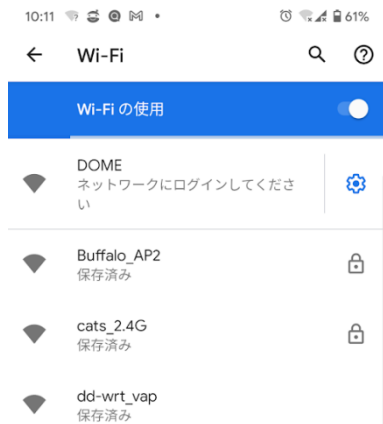 10:11 61%
Wi-Fi
Wi-Fi の使用
DOME
ネットワークにログインしてくださ
い
Buffalo_AP2
保存済み
cats_2.4G
保存済み
dd-wrt_vap
保存済み